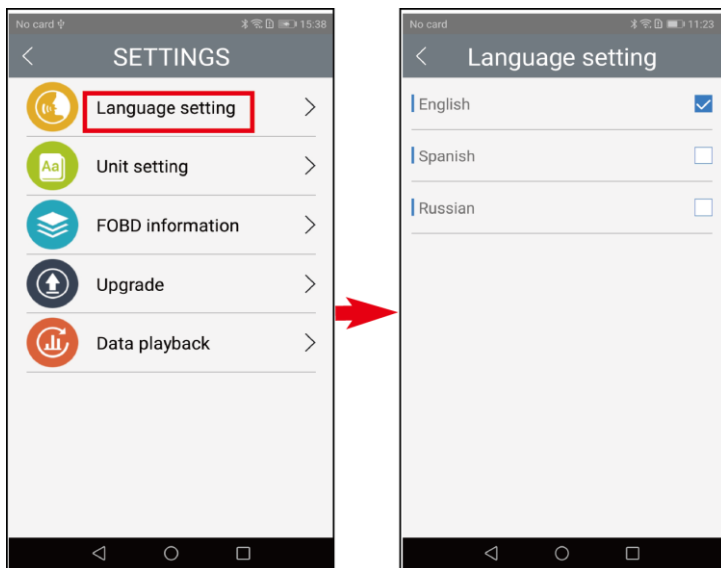 No card
15:38
SETTINGS
Language setting
Aa
Unit setting
FOBD information
Upgrade
Data playback
No card
11:23
Language setting
English
Spanish
Russian